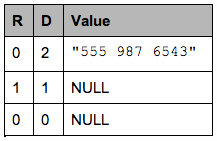 R D Value
0 2 "555 987 6543"
1 1 NULL
0 0 NULL